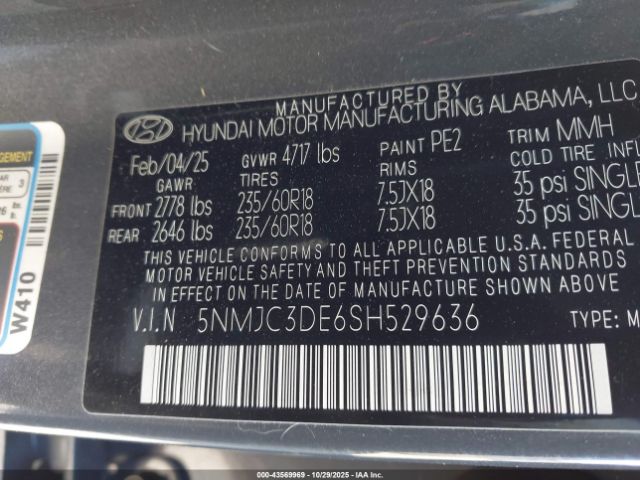 MANUFACTURED BY
HYUNDAI MOTOR MANUFACTURING ALABAMA, LLC
Feb/04/25 GVWR 4717 lbs PAINT PE2 TRIM MMH
GAWR TIRES RIMS COLD TIRE INFL
FRONT 2778 lbs 235/60R18 7.5JX18 35 psi SINGLE
REAR 2646 lbs 235/60R18 7.5JX18 35 psi SINGLE
THIS VEHICLE CONFORMS TO ALL APPLICABLE U.S.A. FEDERAL
MOTOR VEHICLE SAFETY AND THEFT PREVENTION STANDARDS
IN EFFECT ON THE DATE OF MANUFACTURE SHOWN ABOVE.
V.I.N 5NMJC3DE6SH529636
TYPE/
W410
000-43569969 | 10/29/2025 | © IAA, Inc.